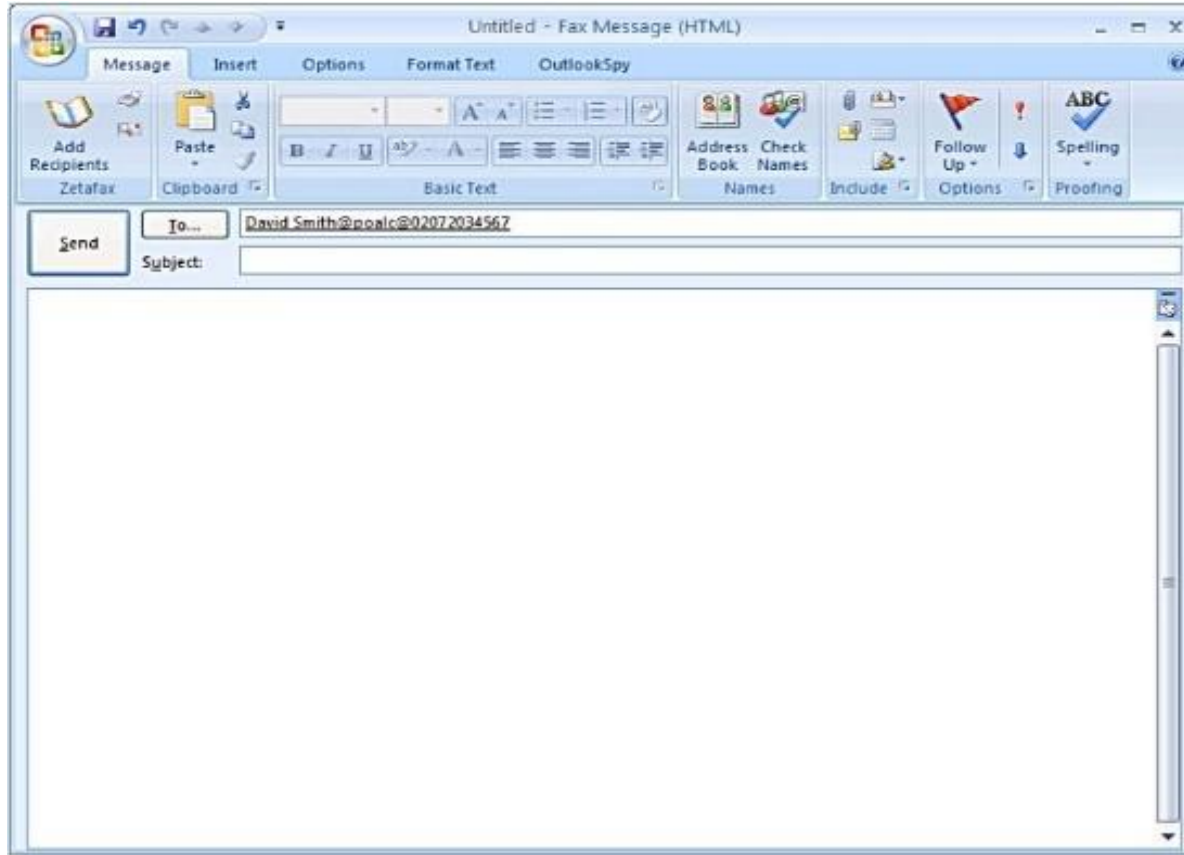 Untitled - Fax Message (HTML)
Message Insert Options Format Text OutlookSpy
Add Recipients
Paste
B I U
Address Book
Check Names
Follow Up
ABC
Spelling
Zetafax Clipboard Basic Text Names Include Options Proofing
Send
To...
David Smith@poalc@02072034567
Subject: